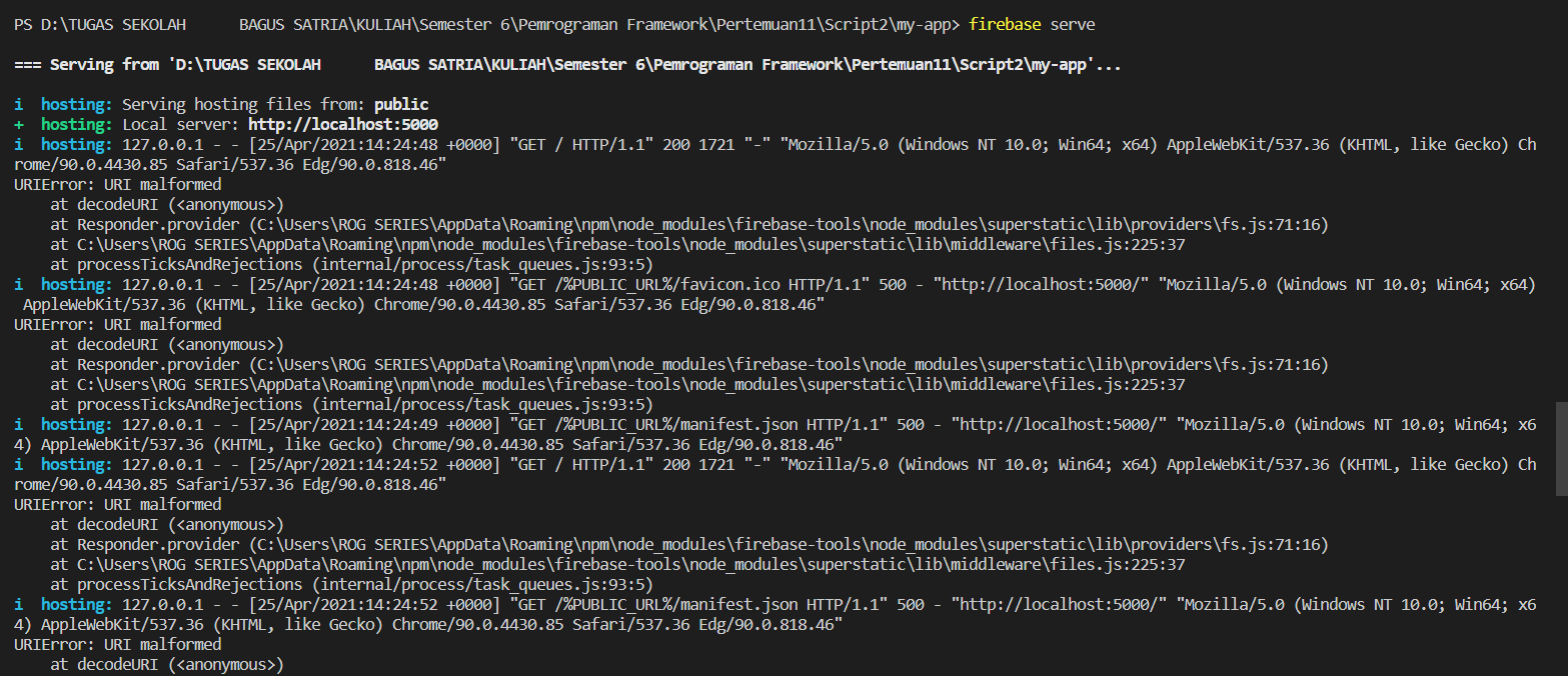 PS D:\TUGAS SEKOLAH      BAGUS SATRIA\KULIAH\Semester 6\Pemrograman Framework\Pertemuan11\Script2\my-app> firebase serve
=== Serving from 'D:\TUGAS SEKOLAH      BAGUS SATRIA\KULIAH\Semester 6\Pemrograman Framework\Pertemuan11\Script2\my-app'...
i  hosting: Serving hosting files from: public
+  hosting: Local server: http://localhost:5000
i  hosting: 127.0.0.1 - - [25/Apr/2021:14:24:48 +0000] "GET / HTTP/1.1" 200 1721 "-" "Mozilla/5.0 (Windows NT 10.0; Win64; x64) AppleWebKit/537.36 (KHTML, like Gecko) Ch
rome/90.0.4430.85 Safari/537.36 Edg/90.0.818.46"
URIError: URI malformed
    at decodeURI (<anonymous>)
    at Responder.provider (C:\Users\ROG SERIES\AppData\Roaming\npm\node_modules\firebase-tools\node_modules\superstatic\lib\providers\fs.js:71:16)
    at C:\Users\ROG SERIES\AppData\Roaming\npm\node_modules\firebase-tools\node_modules\superstatic\lib\middleware\files.js:225:37
    at processTicksAndRejections (internal/process/task_queues.js:93:5)
i  hosting: 127.0.0.1 - - [25/Apr/2021:14:24:48 +0000] "GET /%PUBLIC_URL%/favicon.ico HTTP/1.1" 500 - "http://localhost:5000/" "Mozilla/5.0 (Windows NT 10.0; Win64; x64)
 AppleWebKit/537.36 (KHTML, like Gecko) Chrome/90.0.4430.85 Safari/537.36 Edg/90.0.818.46"
URIError: URI malformed
    at decodeURI (<anonymous>)
    at Responder.provider (C:\Users\ROG SERIES\AppData\Roaming\npm\node_modules\firebase-tools\node_modules\superstatic\lib\providers\fs.js:71:16)
    at C:\Users\ROG SERIES\AppData\Roaming\npm\node_modules\firebase-tools\node_modules\superstatic\lib\middleware\files.js:225:37
    at processTicksAndRejections (internal/process/task_queues.js:93:5)
i  hosting: 127.0.0.1 - - [25/Apr/2021:14:24:49 +0000] "GET /%PUBLIC_URL%/manifest.json HTTP/1.1" 500 - "http://localhost:5000/" "Mozilla/5.0 (Windows NT 10.0; Win64; x6
4) AppleWebKit/537.36 (KHTML, like Gecko) Chrome/90.0.4430.85 Safari/537.36 Edg/90.0.818.46"
i  hosting: 127.0.0.1 - - [25/Apr/2021:14:24:52 +0000] "GET / HTTP/1.1" 200 1721 "-" "Mozilla/5.0 (Windows NT 10.0; Win64; x64) AppleWebKit/537.36 (KHTML, like Gecko) Ch
rome/90.0.4430.85 Safari/537.36 Edg/90.0.818.46"
URIError: URI malformed
    at decodeURI (<anonymous>)
    at Responder.provider (C:\Users\ROG SERIES\AppData\Roaming\npm\node_modules\firebase-tools\node_modules\superstatic\lib\providers\fs.js:71:16)
    at C:\Users\ROG SERIES\AppData\Roaming\npm\node_modules\firebase-tools\node_modules\superstatic\lib\middleware\files.js:225:37
    at processTicksAndRejections (internal/process/task_queues.js:93:5)
i  hosting: 127.0.0.1 - - [25/Apr/2021:14:24:52 +0000] "GET /%PUBLIC_URL%/manifest.json HTTP/1.1" 500 - "http://localhost:5000/" "Mozilla/5.0 (Windows NT 10.0; Win64; x6
4) AppleWebKit/537.36 (KHTML, like Gecko) Chrome/90.0.4430.85 Safari/537.36 Edg/90.0.818.46"
URIError: URI malformed
    at decodeURI (<anonymous>)